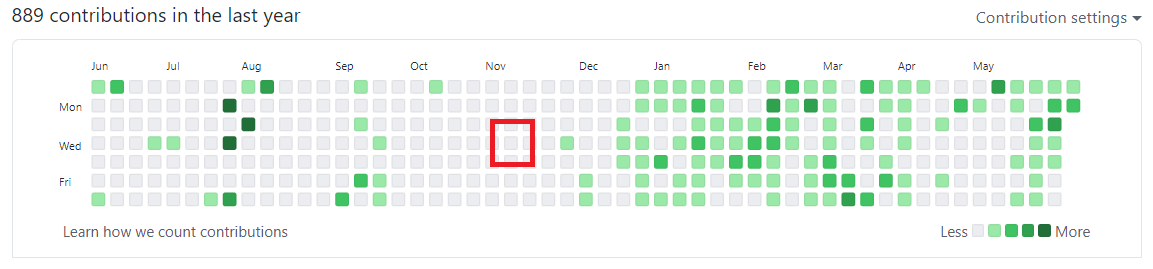 889 contributions in the last year
Contribution settings
Jun Jul Aug Sep Oct Nov Dec Jan Feb Mar Apr May
Mon
Wed
Fri
Learn how we count contributions
Less More